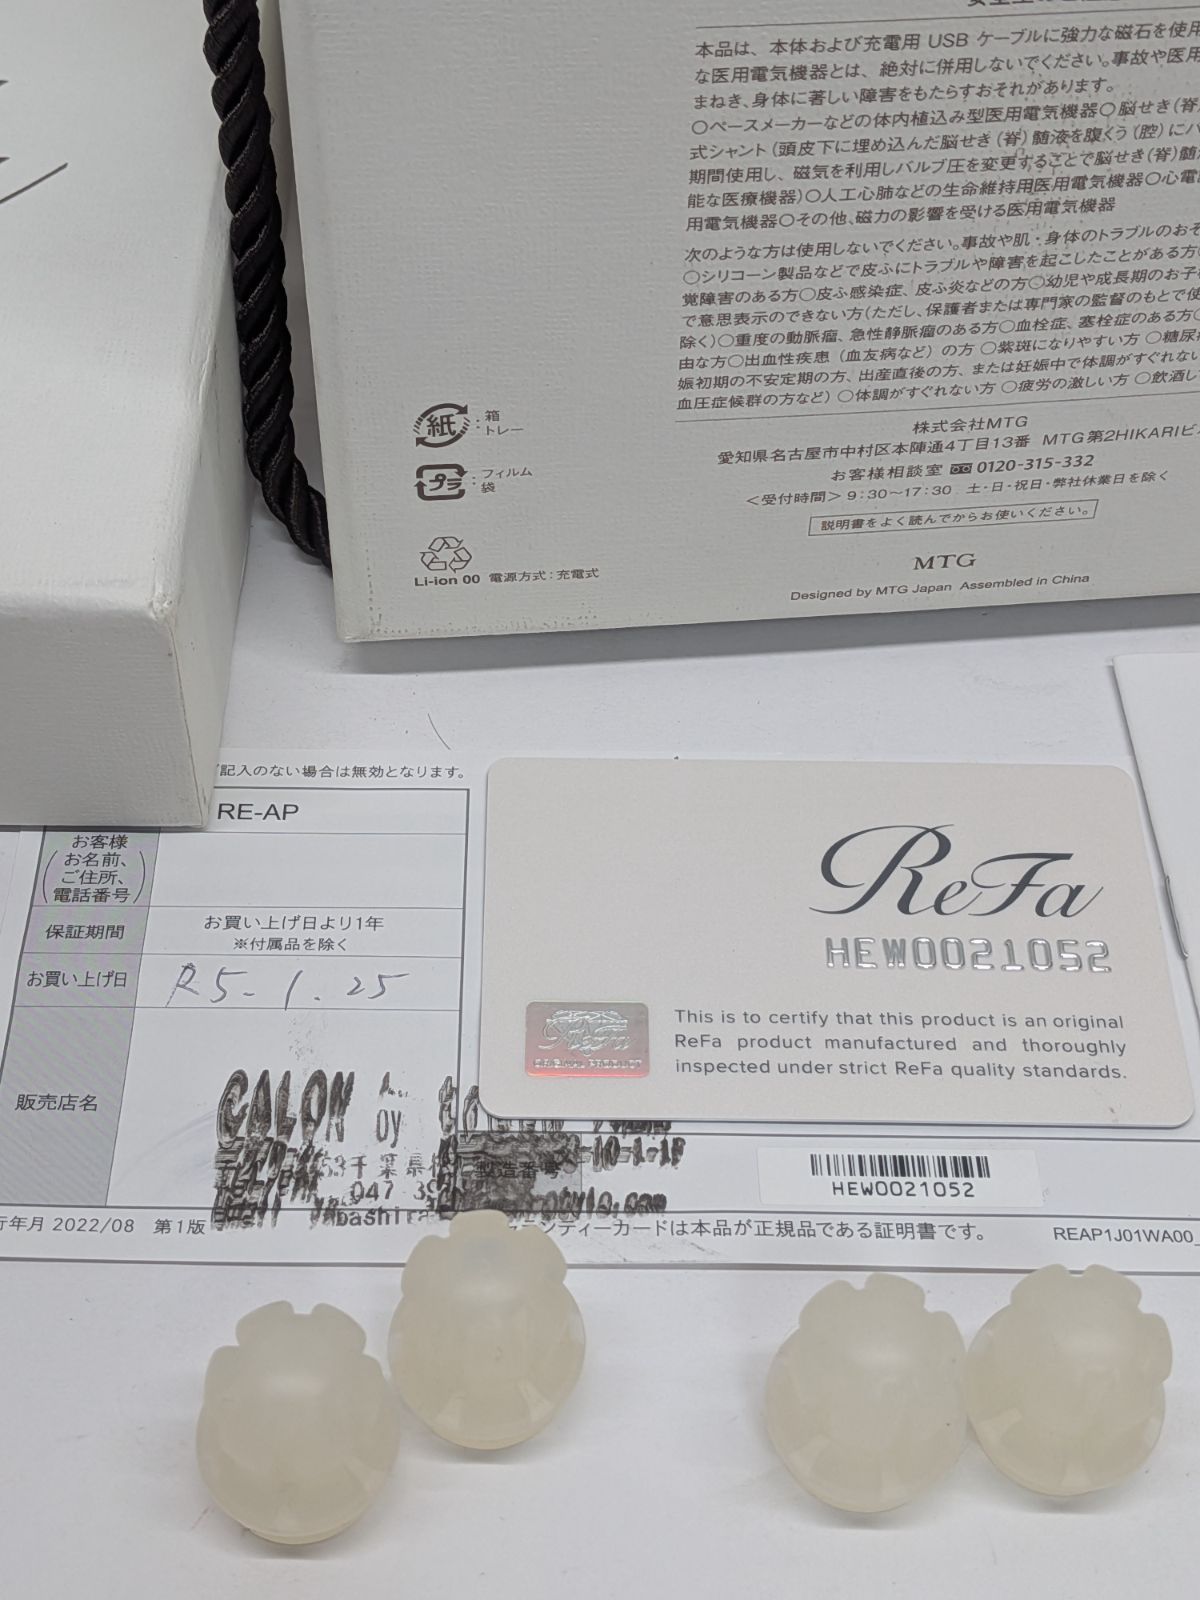 本品は、本体および充電用 USB ケーブルに強力な磁石を使用
な医用電気機器とは、絶対に併用しないでください。事故や医用
まねき、身体に著しい障害をもたらすおそれがあります。
○ペースメーカーなどの体内植込み型医用電気機器○脳せき(脊
式シャント(頭皮下に埋め込んだ脳せき(脊)髄液を腹くう(腔)にバ
期間使用し、磁気を利用しバルブ圧を変更することで脳せき(脊)髄
能な医療機器)○人工心肺などの生命維持用医用電気機器○心電
用電気機器○その他、磁力の影響を受ける医用電気機器
次のような方は使用しないでください。事故や肌・身体のトラブルのおそ
○シリコーン製品などで皮ふにトラブルや障害を起こしたことがある方
覚障害のある方○皮ふ感染症、皮ふ炎などの方○幼児や成長期のお子
で意思表示のできない方(ただし、保護者または専門家の監督のもとで使
除く)○重度の動脈瘤、急性静脈瘤のある方○血栓症、塞栓症のある方○
由な方○出血性疾患(血友病など)の方 ○紫斑になりやすい方 ○糖尿
娠初期の不安定期の方、出産直後の方、または妊娠中で体調がすぐれない
血圧症候群の方など) ○体調がすぐれない方 ○疲労の激しい方 ○飲酒し
株式会社MTG
愛知県名古屋市中村区本陣通4丁目13番 MTG第2HIKARIビ
お客様相談室 0120-315-332
<受付時間> 9:30〜17:30 土・日・祝日・弊社休業日を除く
説明書をよく読んでからお使いください。
MTG
Designed by MTG Japan Assembled in China
紙:箱
トレー
プラ:フィルム
袋
Li-ion 00 電源方式:充電式
記入のない場合は無効となります。
RE-AP
お客様
(お名前、
ご住所、
電話番号)
保証期間
お買い上げ日より1年
※付属品を除く
お買い上げ日
R5-1.25
販売店名
CALON by
千葉県
047
製造番号
-10-1-1F
HEW0021052
行年月 2022/08 第1版
ランティーカードは本品が正規品である証明書です。
REAP1J01WA00_
ReFa
HEW0021052
ReFa
ORIGINAL PRODUCT
This is to certify that this product is an original
ReFa product manufactured and thoroughly
inspected under strict ReFa quality standards.